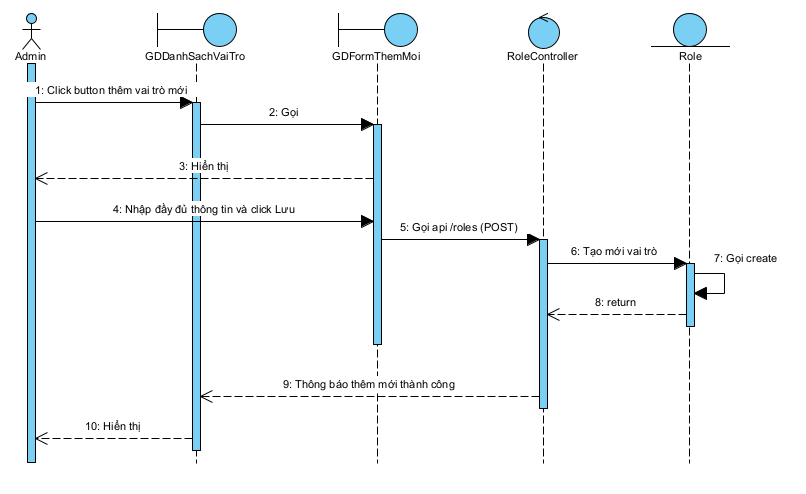 Admin
GDDanhSachVaiTro
GDFormThemMoi
RoleController
Role
1: Click button thêm vai trò mới
2: Gọi
3: Hiển thị
4: Nhập đầy đủ thông tin và click Lưu
5: Gọi api /roles (POST)
6: Tạo mới vai trò
7: Gọi create
8: return
9: Thông báo thêm mới thành công
10: Hiển thị